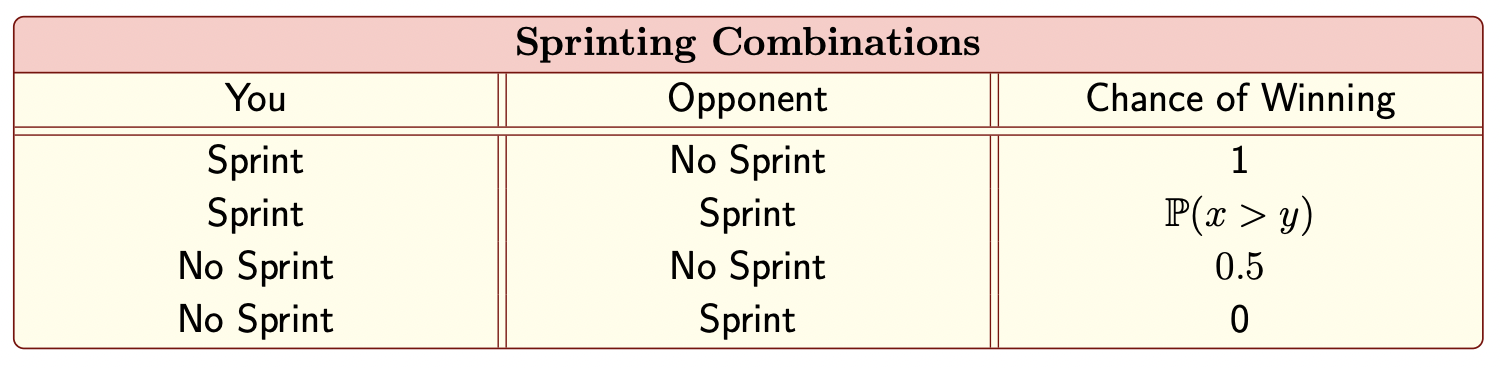 Sprinting Combinations
You Opponent Chance of Winning
Sprint No Sprint 1
Sprint Sprint ℙ(x > y)
No Sprint No Sprint 0.5
No Sprint Sprint 0